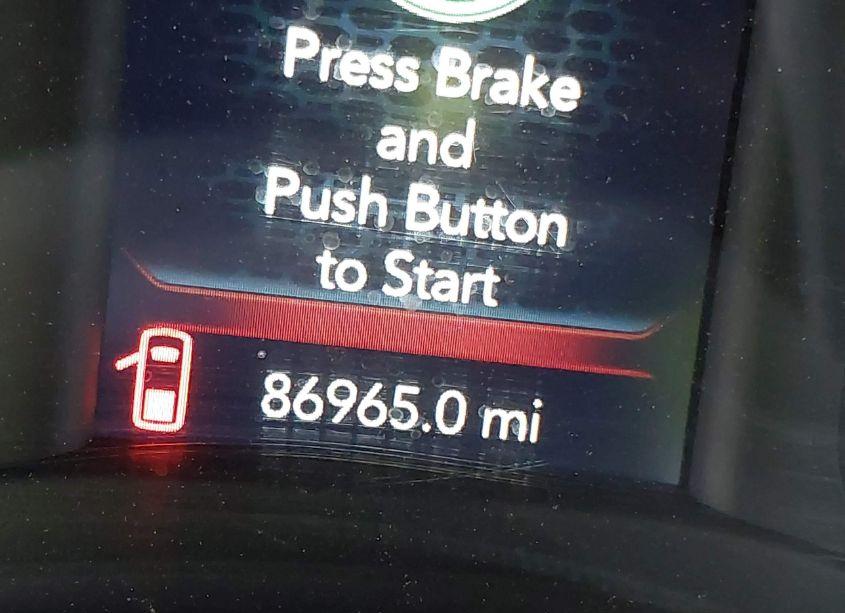 Press Brake
and
Push Button
to Start
86965.0 mi